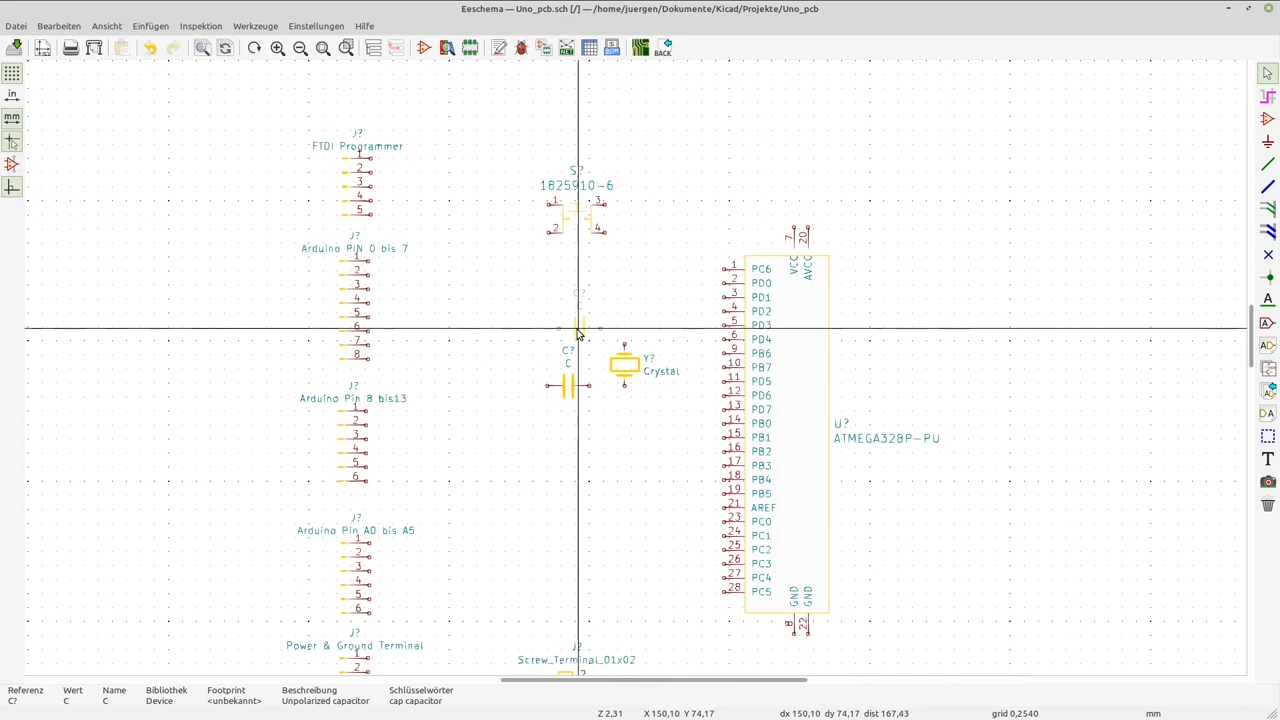 Eeschema — Uno_pcb.sch [/] — /home/juergen/Dokumente/Kicad/Projekte/Uno_pcb
Datei Bearbeiten Ansicht Einfügen Inspektion Werkzeuge Einstellungen Hilfe
BOM
BACK
in
mm
J?
FTDI Programmer
1
2
3
4
5
J?
Arduino PIN 0 bis 7
1
2
3
4
5
6
7
8
J?
Arduino Pin 8 bis13
1
2
3
4
5
6
J?
Arduino Pin A0 bis A5
1
2
3
4
5
6
J?
Power & Ground Terminal
1
2
S?
1825910-6
1 3
2 4
C?
C
C?
C
Y?
Crystal
J?
Screw_Terminal_01x02
2
7 20
VCC AVCC
1 PC6
2 PD0
3 PD1
4 PD2
5 PD3
6 PD4
9 PB6
10 PB7
11 PD5
12 PD6
13 PD7
14 PB0
15 PB1
16 PB2
17 PB3
18 PB4
19 PB5
21 AREF
23 PC0
24 PC1
25 PC2
26 PC3
27 PC4
28 PC5
GND GND
8 22
U?
ATMEGA328P-PU
A
T
Referenz Wert Name Bibliothek Footprint Beschreibung Schlüsselwörter
C? C C Device <unbekannt> Unpolarized capacitor cap capacitor
Z 2,31 X 150,10 Y 74,17 dx 150,10 dy 74,17 dist 167,43 grid 0,2540 mm